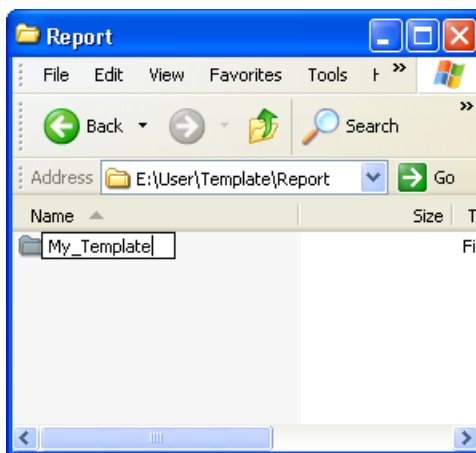 Report
File Edit View Favorites Tools »
Back Search »
Address E:\User\Template\Report Go
Name Size
My_Template